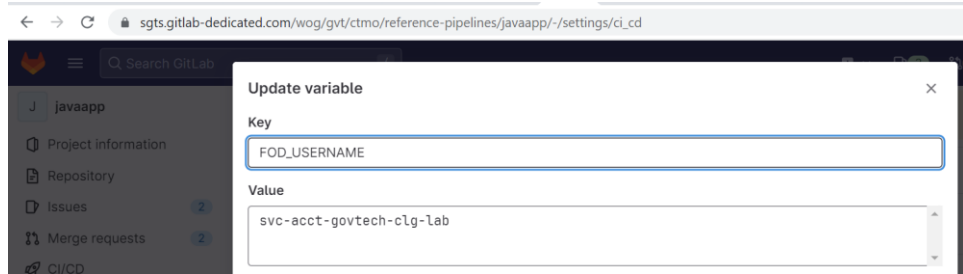 sgts.gitlab-dedicated.com/wog/gvt/ctmo/reference-pipelines/javaapp/-/settings/ci_cd
Search GitLab
Update variable
J javaapp
Key
Project information
FOD_USERNAME
Repository
Value
Issues 2
svc-acct-govtech-clg-lab
Merge requests 2
CI/CD